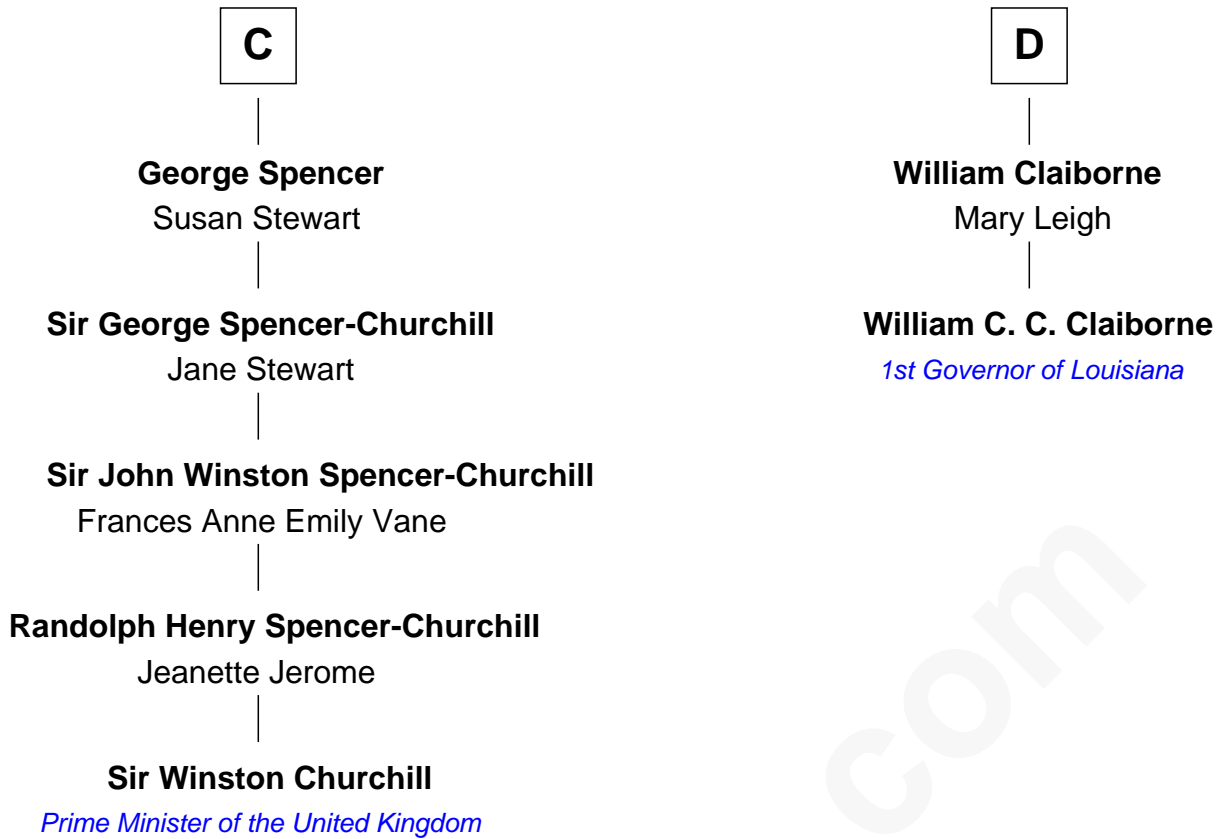 C
George Spencer
Susan Stewart
Sir George Spencer-Churchill
Jane Stewart
Sir John Winston Spencer-Churchill
Frances Anne Emily Vane
Randolph Henry Spencer-Churchill
Jeanette Jerome
Sir Winston Churchill
Prime Minister of the United Kingdom
D
William Claiborne
Mary Leigh
William C. C. Claiborne
1st Governor of Louisiana
com